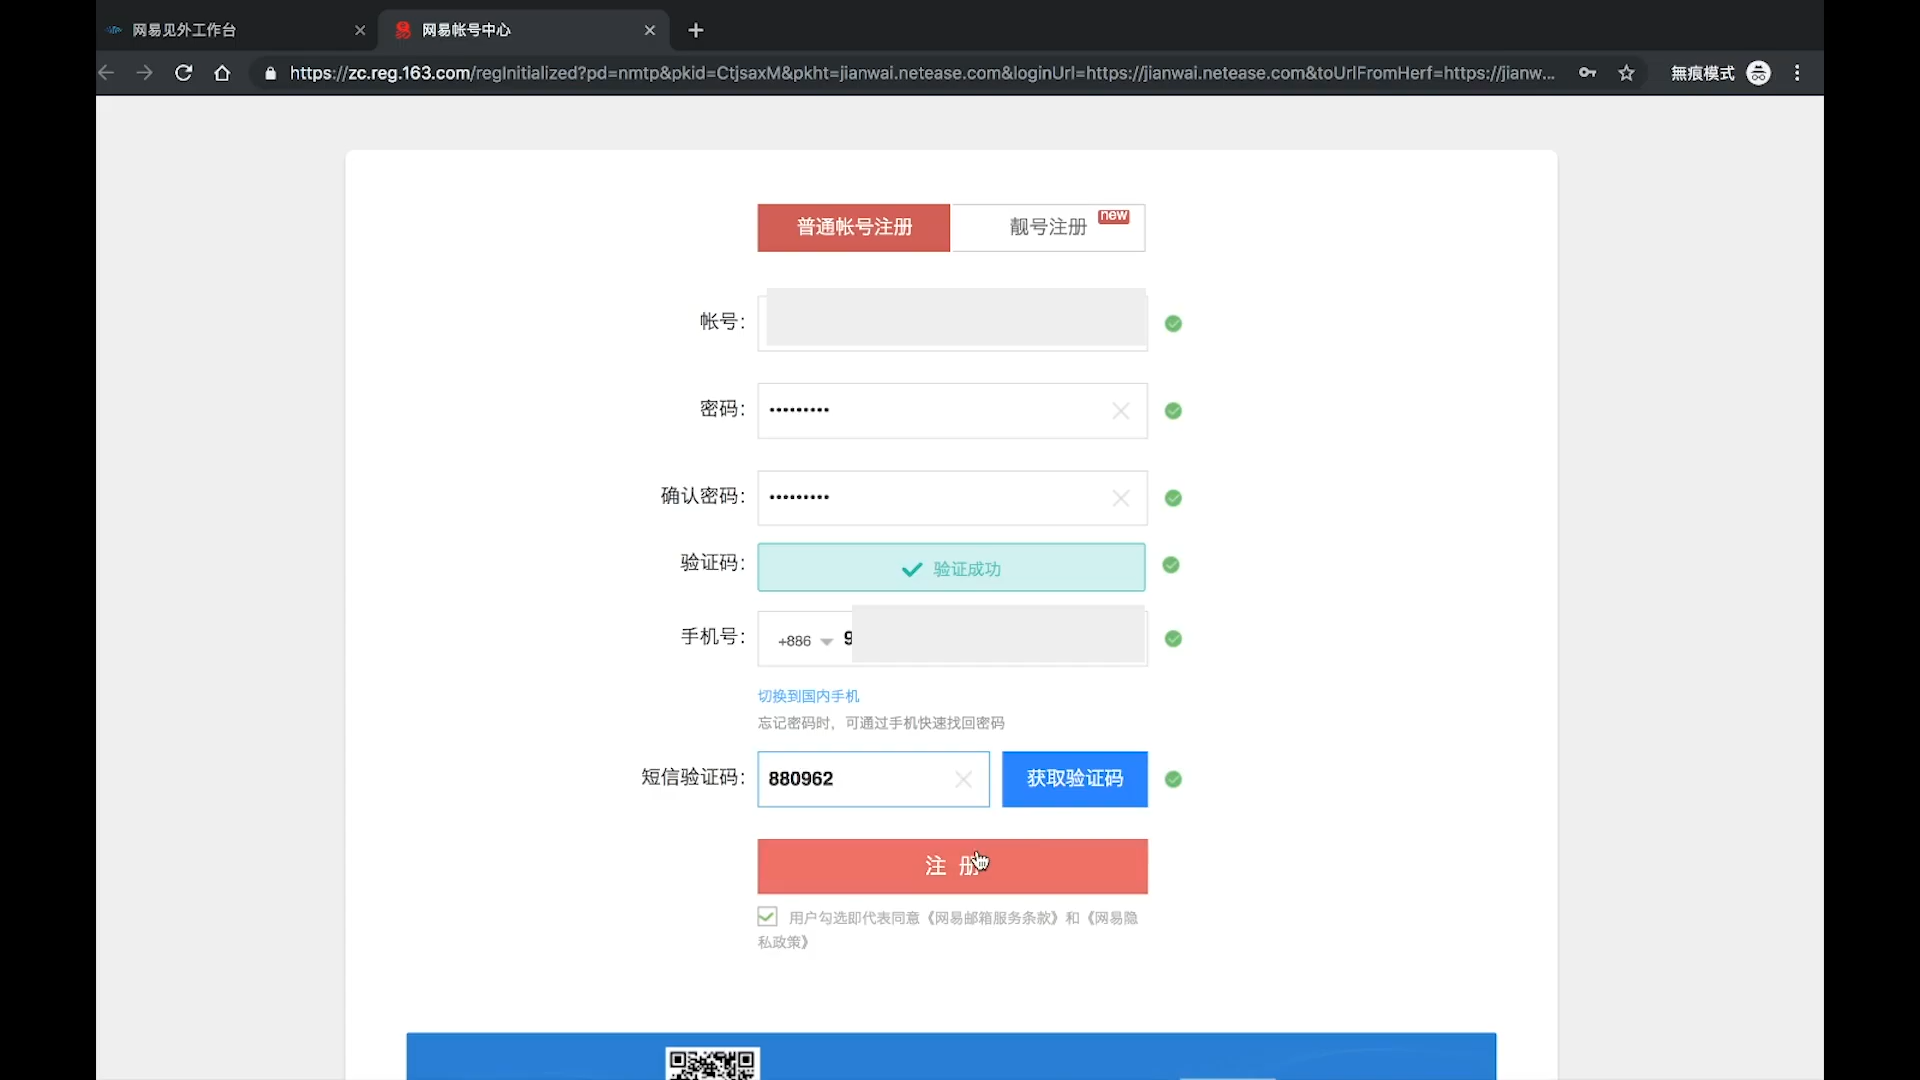 网易见外工作台
网易帐号中心
https://zc.reg.163.com/regInitialized?pd=nmtp&pkid=CtjsaxM&pkht=jianwai.netease.com&loginUrl=https://jianwai.netease.com&toUrlFromHerf=https://jianw...
無痕模式
普通帐号注册
靓号注册
new
帐号：
密码：
•••••••••
确认密码：
•••••••••
验证码：
验证成功
手机号：
+886
9
切换到国内手机
忘记密码时，可通过手机快速找回密码
短信验证码：
880962
获取验证码
注 册
用户勾选即代表同意《网易邮箱服务条款》和《网易隐
私政策》